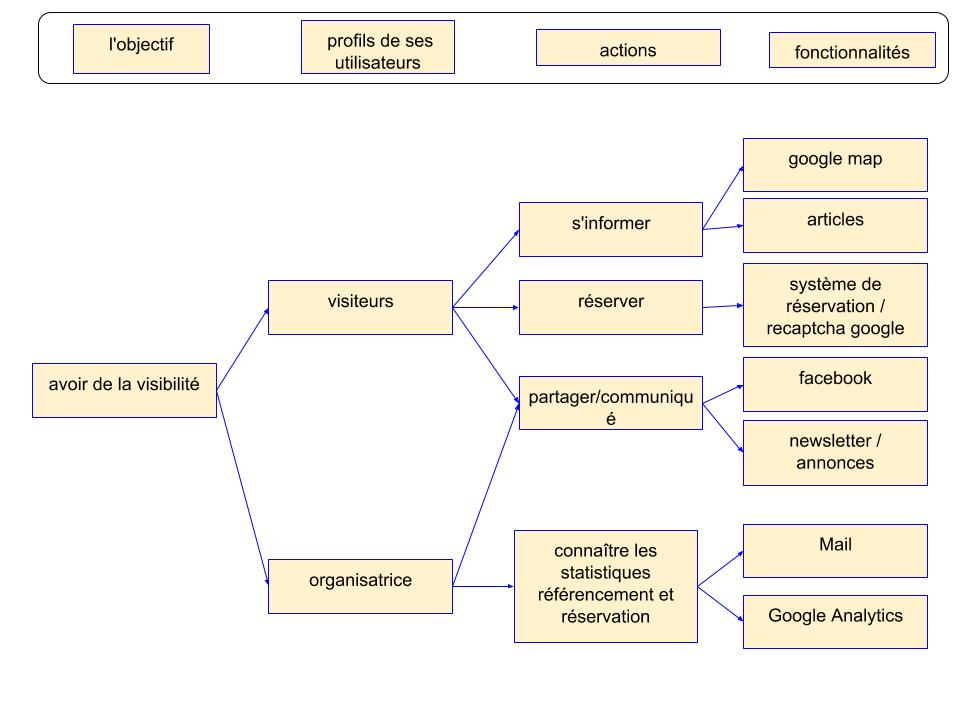 l'objectif
profils de ses
utilisateurs
actions
fonctionnalités
google map
articles
s'informer
système de
réservation /
recaptcha google
visiteurs
réserver
avoir de la visibilité
partager/communiqu
é
facebook
newsletter /
annonces
organisatrice
connaître les
statistiques
référencement et
réservation
Mail
Google Analytics